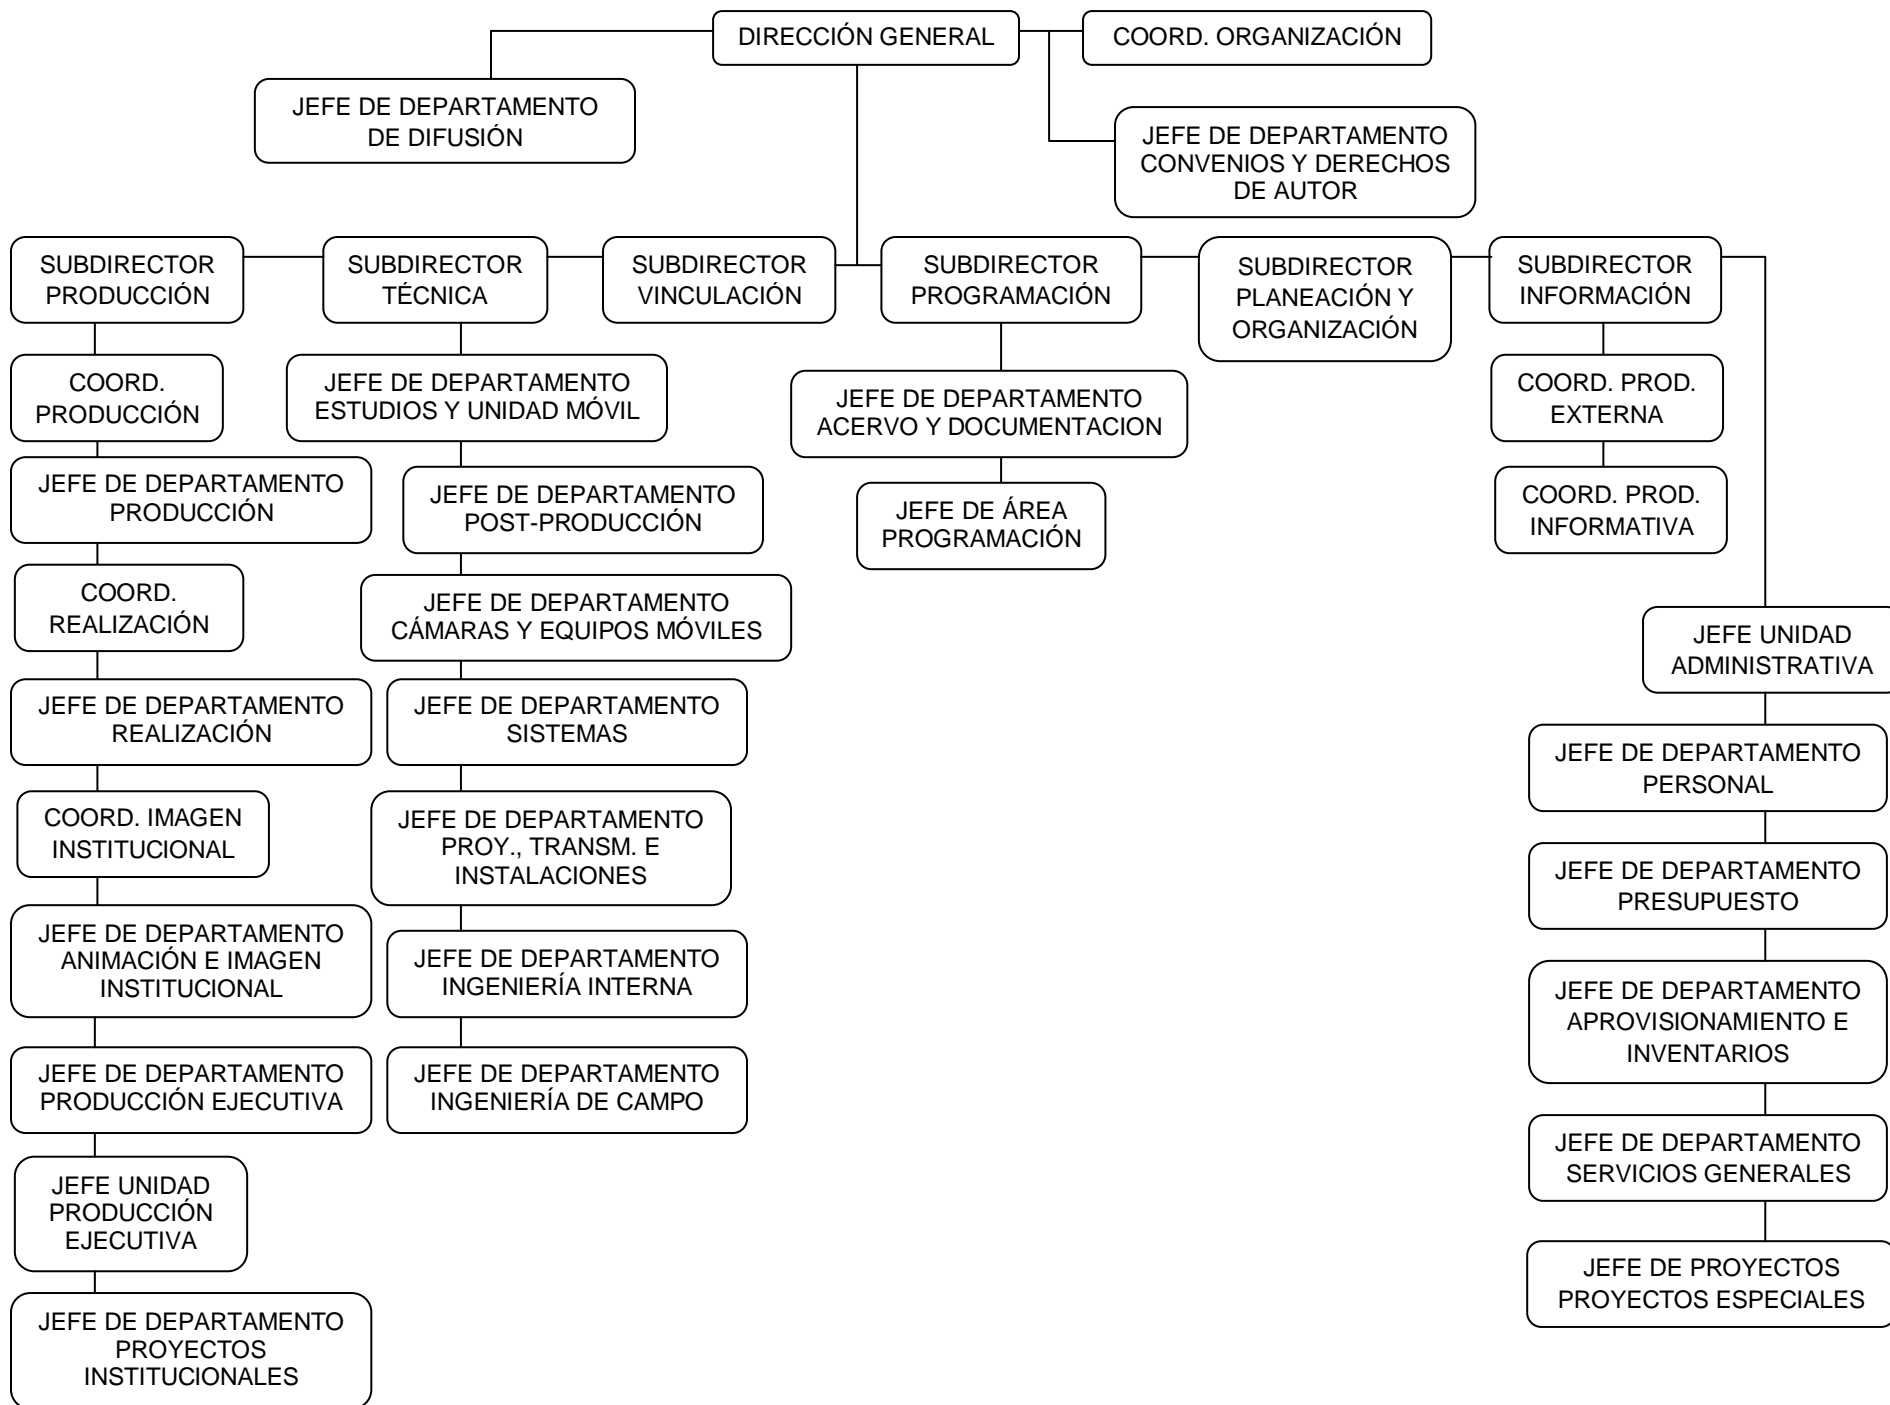 DIRECCIÓN GENERAL
COORD. ORGANIZACIÓN
JEFE DE DEPARTAMENTO
DE DIFUSIÓN
JEFE DE DEPARTAMENTO
CONVENIOS Y DERECHOS
DE AUTOR
SUBDIRECTOR
PRODUCCIÓN
SUBDIRECTOR
TÉCNICA
SUBDIRECTOR
VINCULACIÓN
SUBDIRECTOR
PROGRAMACIÓN
SUBDIRECTOR
PLANEACIÓN Y
ORGANIZACIÓN
SUBDIRECTOR
INFORMACIÓN
COORD.
PRODUCCIÓN
JEFE DE DEPARTAMENTO
PRODUCCIÓN
COORD.
REALIZACIÓN
JEFE DE DEPARTAMENTO
REALIZACIÓN
COORD. IMAGEN
INSTITUCIONAL
JEFE DE DEPARTAMENTO
ANIMACIÓN E IMAGEN
INSTITUCIONAL
JEFE DE DEPARTAMENTO
PRODUCCIÓN EJECUTIVA
JEFE UNIDAD
PRODUCCIÓN
EJECUTIVA
JEFE DE DEPARTAMENTO
PROYECTOS
INSTITUCIONALES
JEFE DE DEPARTAMENTO
ESTUDIOS Y UNIDAD MÓVIL
JEFE DE DEPARTAMENTO
POST-PRODUCCIÓN
JEFE DE DEPARTAMENTO
CÁMARAS Y EQUIPOS MÓVILES
JEFE DE DEPARTAMENTO
SISTEMAS
JEFE DE DEPARTAMENTO
PROY., TRANSM. E
INSTALACIONES
JEFE DE DEPARTAMENTO
INGENIERÍA INTERNA
JEFE DE DEPARTAMENTO
INGENIERÍA DE CAMPO
JEFE DE DEPARTAMENTO
ACERVO Y DOCUMENTACION
JEFE DE ÁREA
PROGRAMACIÓN
COORD. PROD.
EXTERNA
COORD. PROD.
INFORMATIVA
JEFE UNIDAD
ADMINISTRATIVA
JEFE DE DEPARTAMENTO
PERSONAL
JEFE DE DEPARTAMENTO
PRESUPUESTO
JEFE DE DEPARTAMENTO
APROVISIONAMIENTO E
INVENTARIOS
JEFE DE DEPARTAMENTO
SERVICIOS GENERALES
JEFE DE PROYECTOS
PROYECTOS ESPECIALES